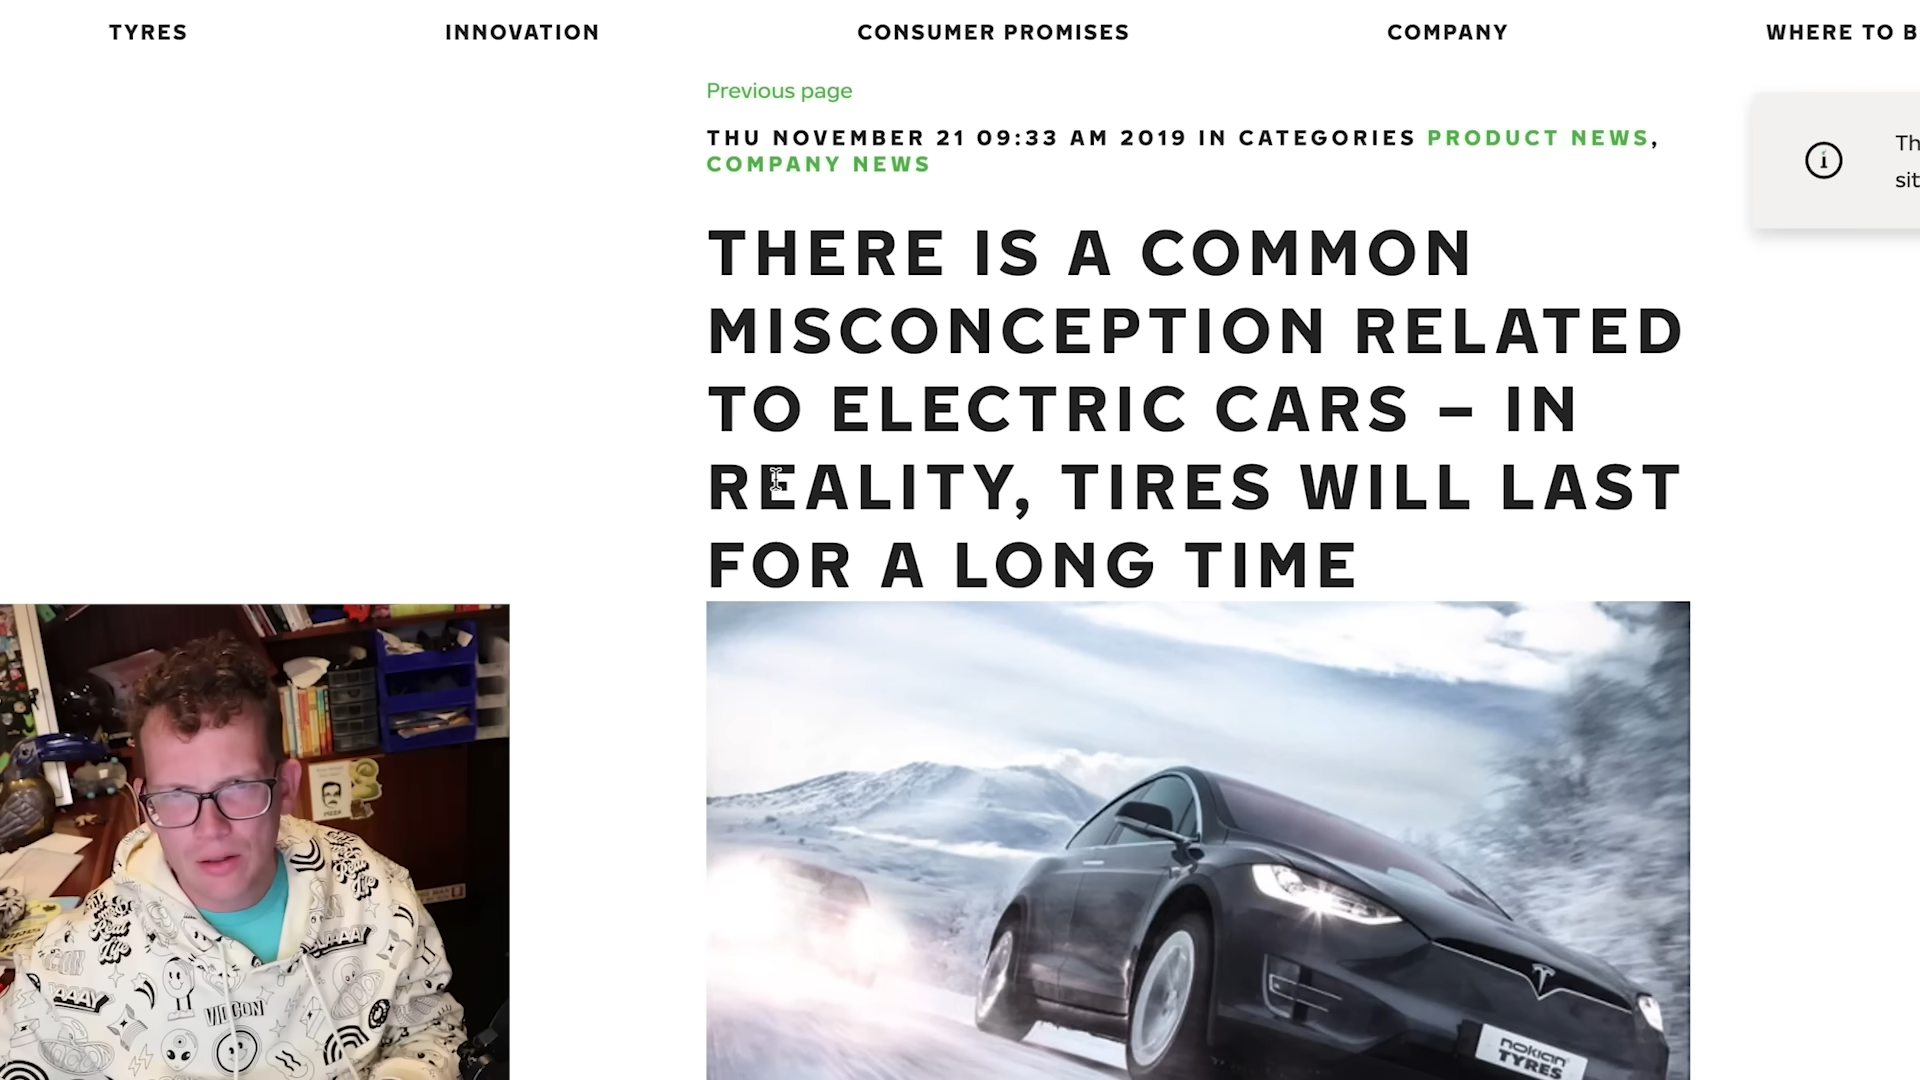 TYRES
INNOVATION
CONSUMER PROMISES
COMPANY
WHERE TO B
Previous page
THU NOVEMBER 21 09:33 AM 2019 IN CATEGORIES PRODUCT NEWS,
COMPANY NEWS
Th
sit
THERE IS A COMMON
MISCONCEPTION RELATED
TO ELECTRIC CARS – IN
REALITY, TIRES WILL LAST
FOR A LONG TIME
PIZZA
VIDCON
nokian
TYRES